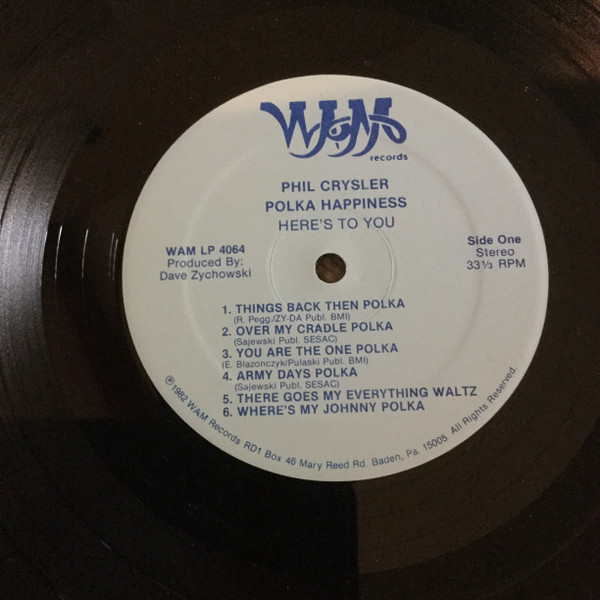 WAM
records
PHIL CRYSLER
POLKA HAPPINESS
HERE'S TO YOU
WAM LP 4064
Produced By:
Dave Zychowski
Side One
Stereo
33⅓ RPM
1. THINGS BACK THEN POLKA
(R. Pegg./ZY-DA Publ. BMI)
2. OVER MY CRADLE POLKA
(Sajewski Publ. SESAC)
3. YOU ARE THE ONE POLKA
(E. Blazonczyk/Pulaski Publ. BMI)
4. ARMY DAYS POLKA
(Sajewski Publ. SESAC)
5. THERE GOES MY EVERYTHING WALTZ
6. WHERE'S MY JOHNNY POLKA
℗1982 WAM Records RD1 Box 46 Mary Reed Rd. Baden, Pa. 15005 All Rights Reserved.